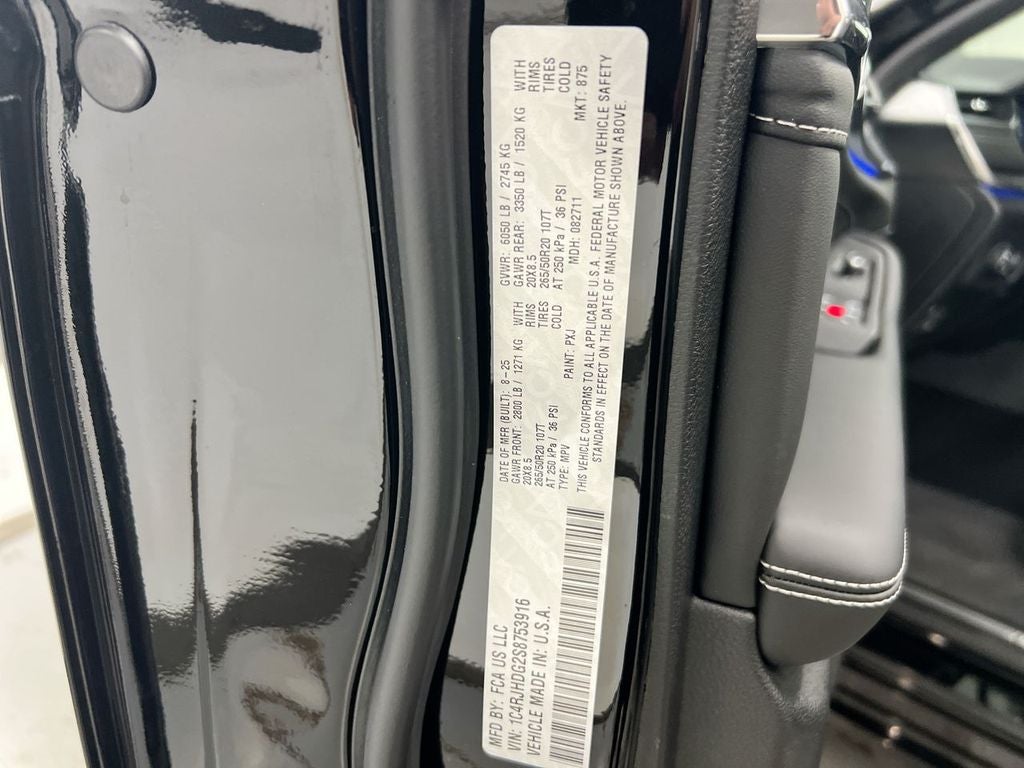 MFD BY: FCA US LLC
VIN: 1C4RJHDG2S8753916
VEHICLE MADE IN: U.S.A.
DATE OF MFR (BUILT): 8-25 GVWR: 6050 LB / 2745 KG
GAWR FRONT: 2800 LB / 1271 KG WITH GAWR REAR: 3350 LB / 1520 KG WITH
20X8.5 RIMS 20X8.5 RIMS
265/50R20 107T TIRES 265/50R20 107T TIRES
AT 250 kPa / 36 PSI COLD AT 250 kPa / 36 PSI COLD
TYPE: MPV PAINT: PXJ MDH: 082711 MKT: 875
THIS VEHICLE CONFORMS TO ALL APPLICABLE U.S.A. FEDERAL MOTOR VEHICLE SAFETY
STANDARDS IN EFFECT ON THE DATE OF MANUFACTURE SHOWN ABOVE.